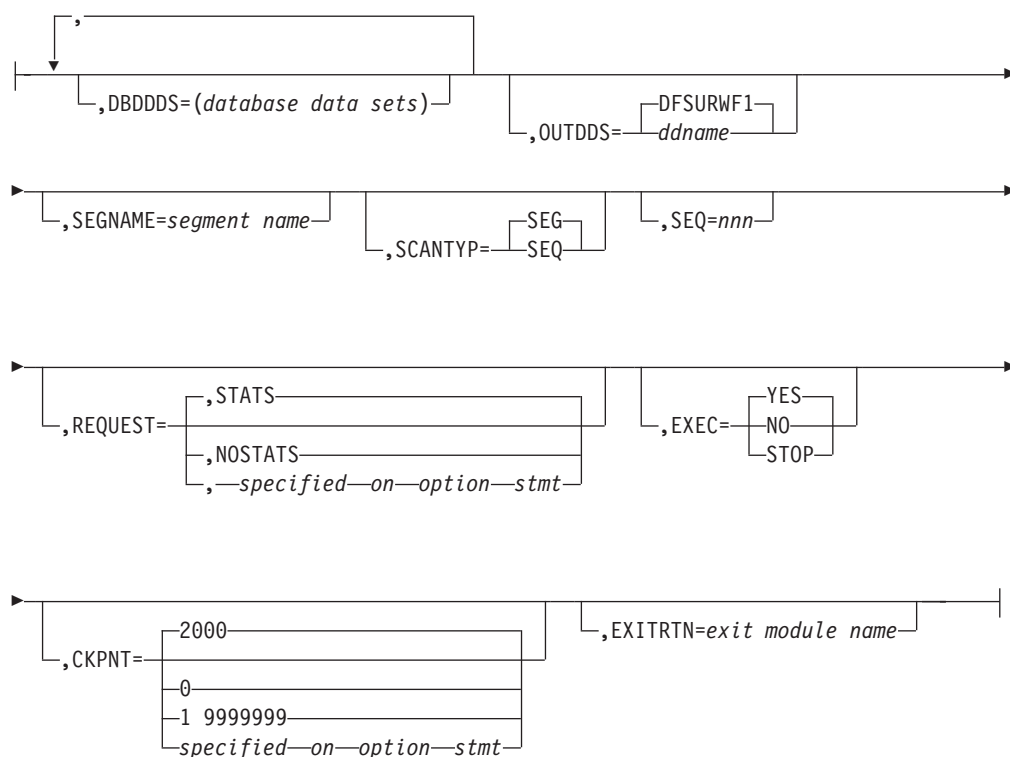 ,
,DBDDDS=(database data sets)
DFSURWF1
,OUTDDS= ddname
,SEGNAME=segment name
SEG
,SCANTYP= SEQ
,SEQ=nnn
,STATS
,REQUEST=
,NOSTATS
, specified on option stmt
YES
,EXEC= NO
STOP
2000
,CKPNT=
0
1 9999999
specified on option stmt
,EXITRTN=exit module name